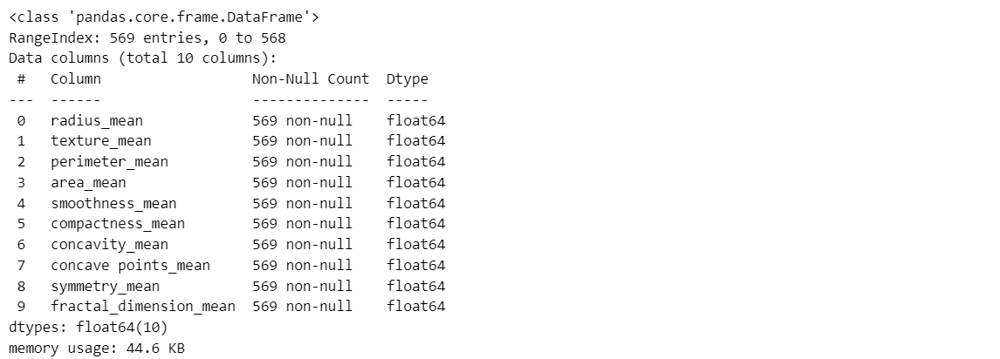 <class 'pandas.core.frame.DataFrame'>
RangeIndex: 569 entries, 0 to 568
Data columns (total 10 columns):
 #   Column                  Non-Null Count  Dtype
---  ------                  --------------  -----
 0   radius_mean             569 non-null    float64
 1   texture_mean            569 non-null    float64
 2   perimeter_mean          569 non-null    float64
 3   area_mean               569 non-null    float64
 4   smoothness_mean         569 non-null    float64
 5   compactness_mean        569 non-null    float64
 6   concavity_mean          569 non-null    float64
 7   concave points_mean     569 non-null    float64
 8   symmetry_mean           569 non-null    float64
 9   fractal_dimension_mean  569 non-null    float64
dtypes: float64(10)
memory usage: 44.6 KB